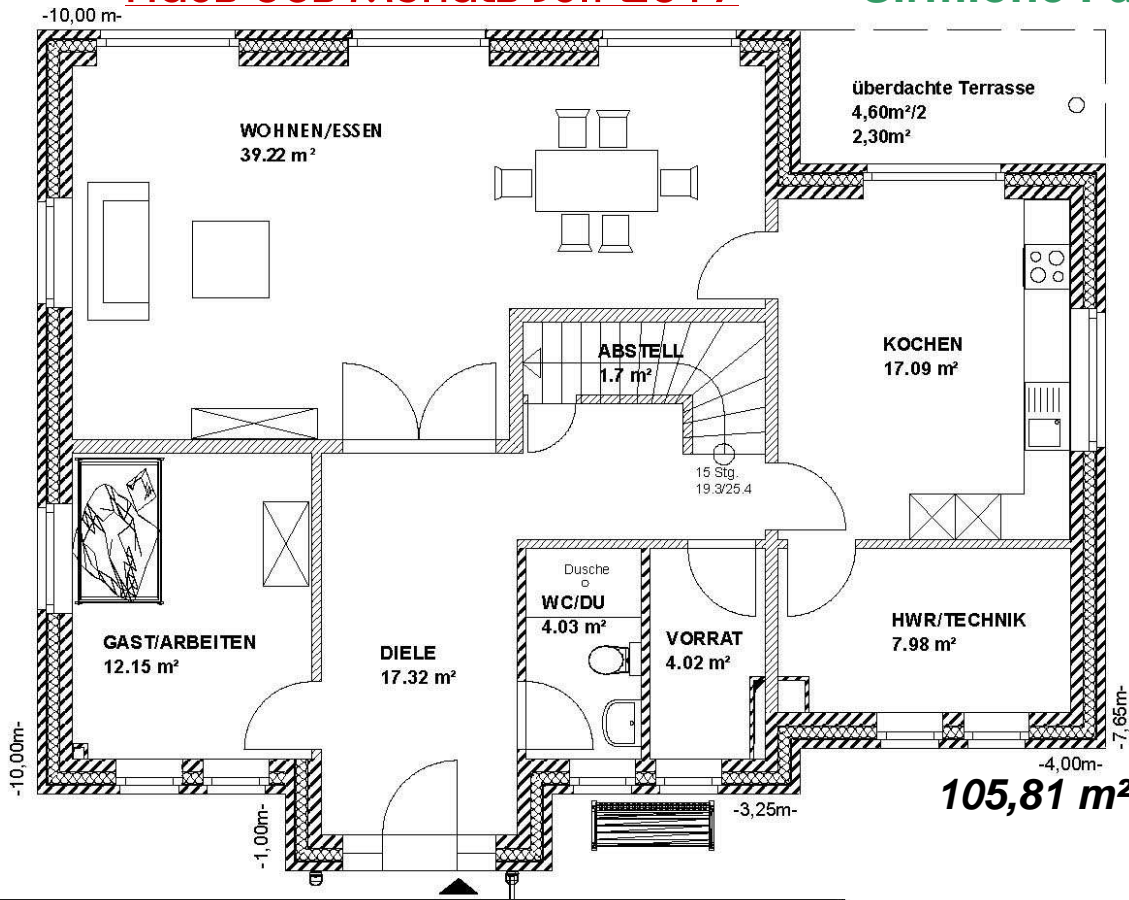 -10,00 m-
überdachte Terrasse
4,60m²/2
2,30m²
WOHNEN/ESSEN
39.22 m²
ABSTELL
1.7 m²
KOCHEN
17.09 m²
15 Stg.
19.3/25.4
Dusche
WC/DU
4.03 m²
GAST/ARBEITEN
12.15 m²
DIELE
17.32 m²
VORRAT
4.02 m²
HWR/TECHNIK
7.98 m²
-10,00m-
-7,65m-
-4,00m-
105,81 m²
-3,25m-
-1,00m-